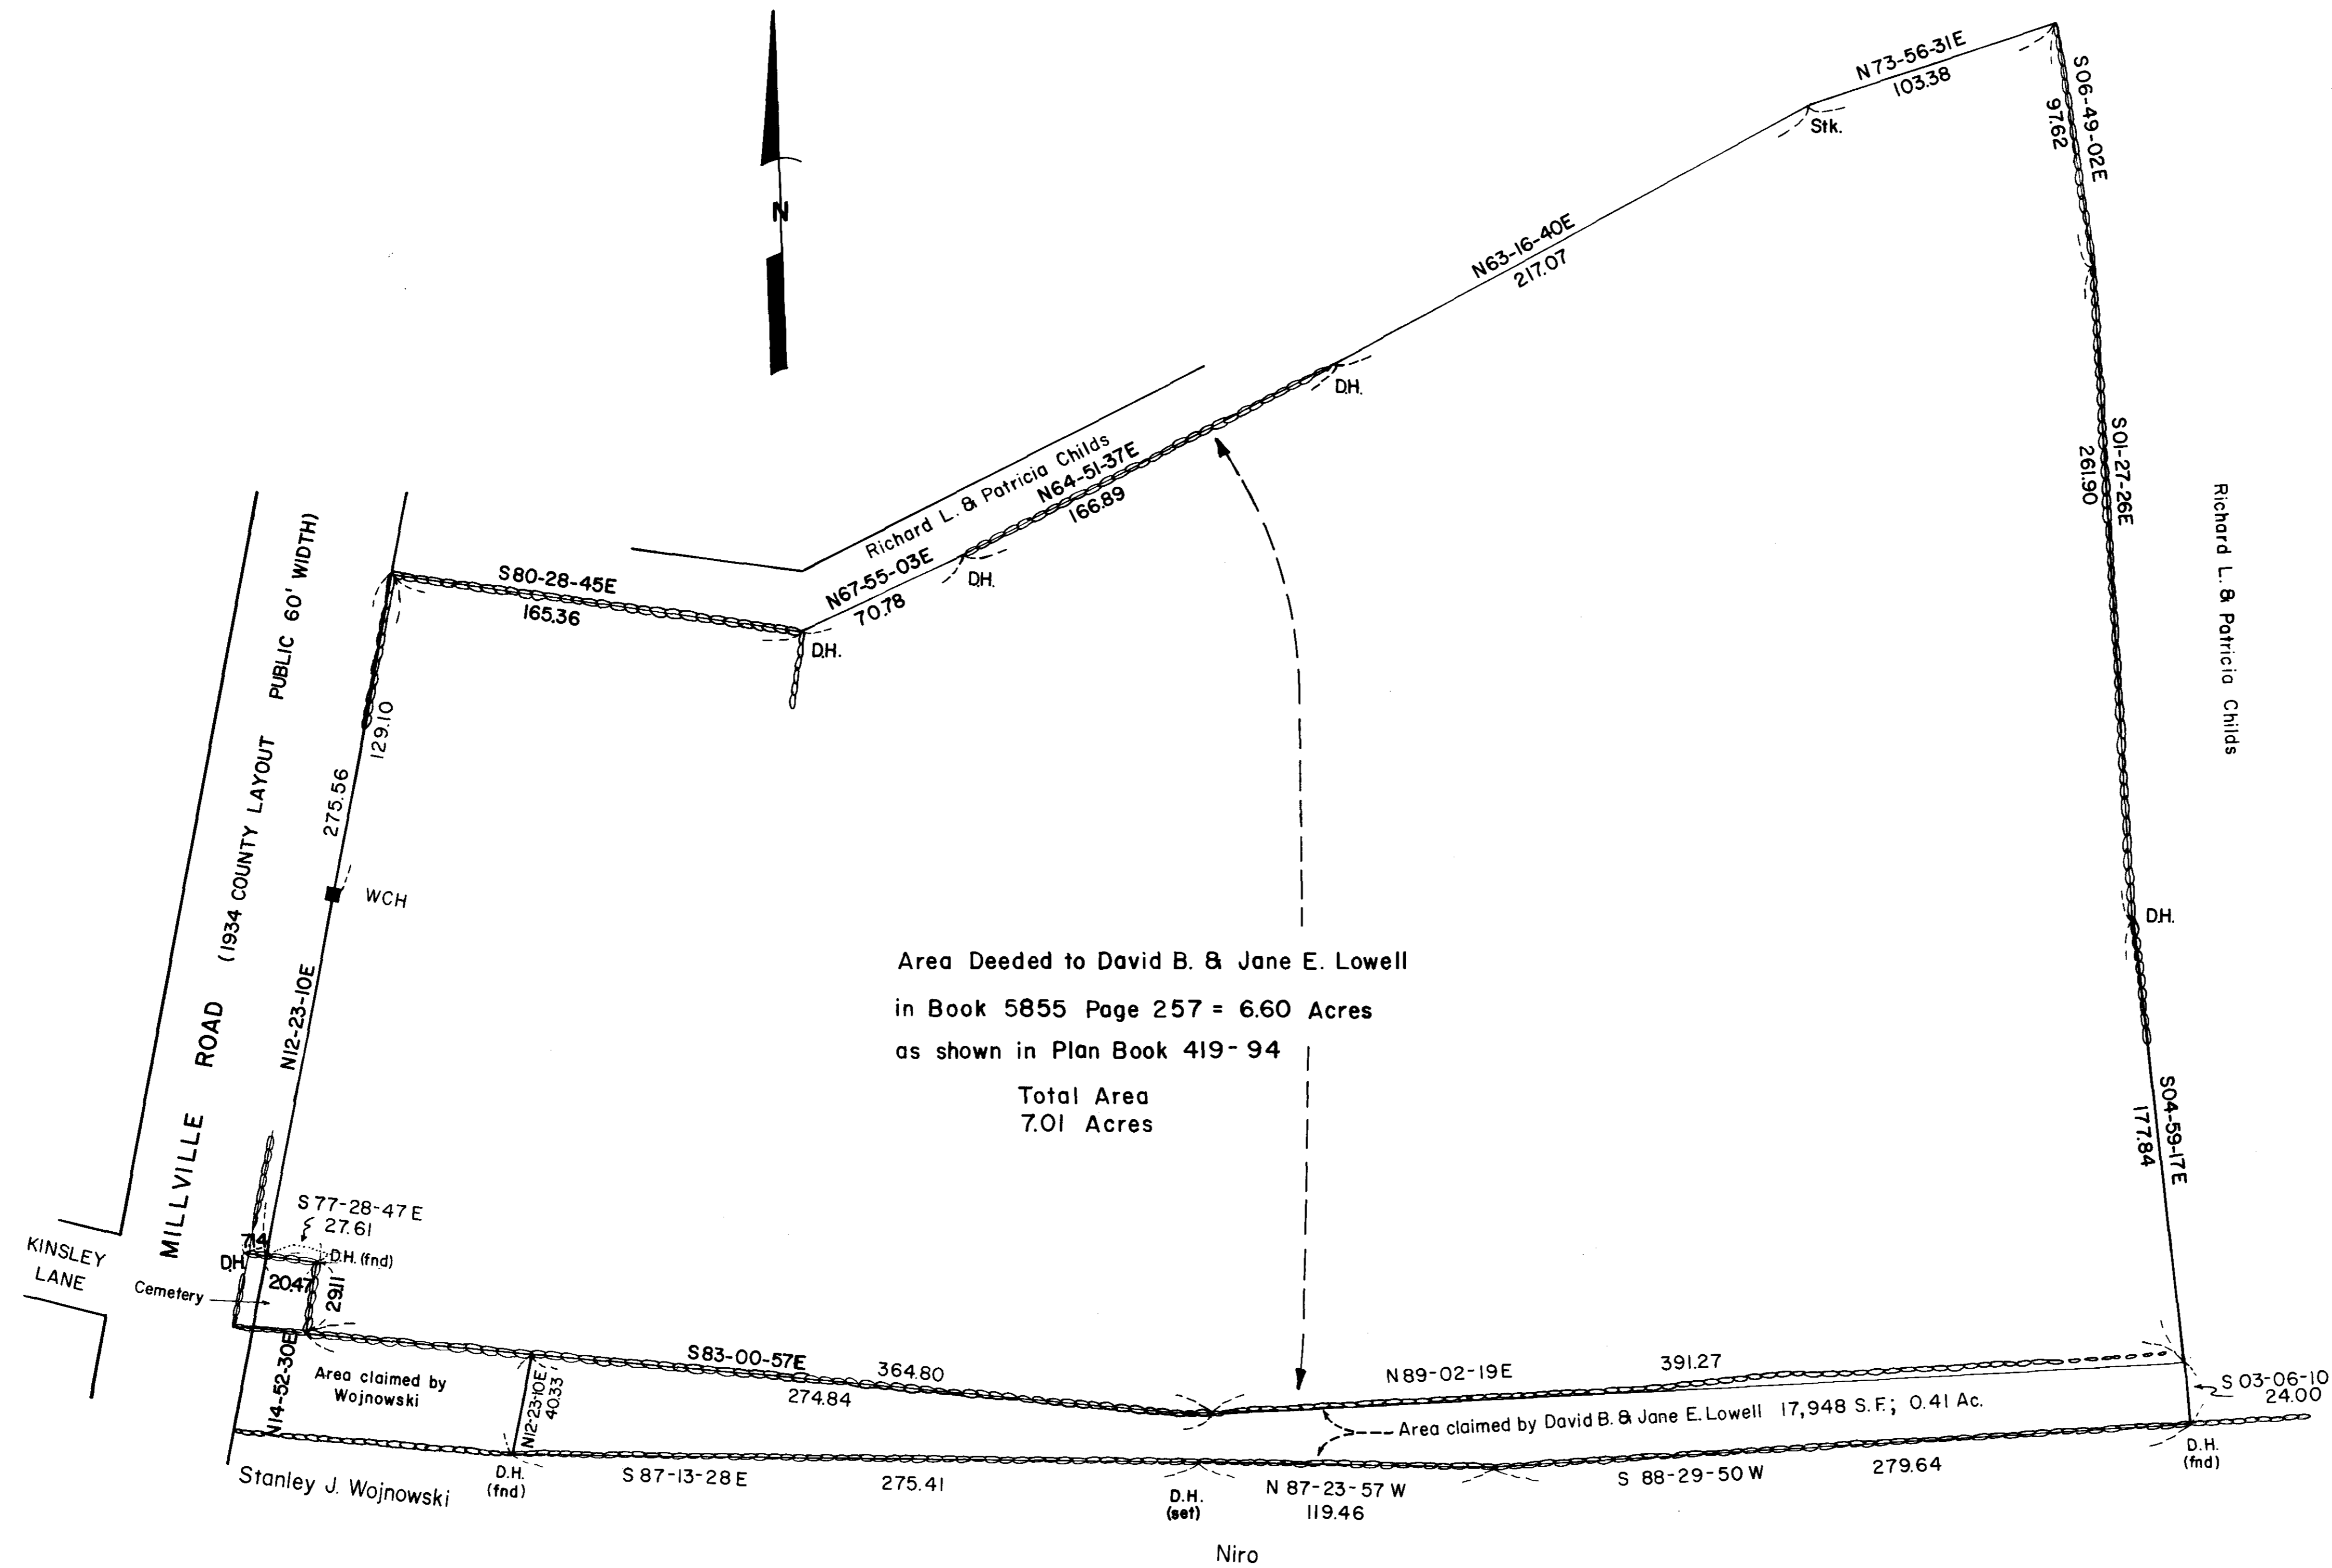 N
N 73-56-31E
103.38
Stk.
S06-49-02E
97.62
N63-16-40E
217.07
D.H.
Richard L. & Patricia Childs
N64-51-37E
166.89
D.H.
N67-55-03E
70.78
D.H.
S 80-28-45E
165.36
S01-27-26E
261.90
Richard L. & Patricia Childs
D.H.
S04-59-17E
177.84
MILLVILLE ROAD (1934 COUNTY LAYOUT PUBLIC 60' WIDTH)
129.10
275.56
WCH
N12-23-10E
Area Deeded to David B. & Jane E. Lowell
in Book 5855 Page 257 = 6.60 Acres
as shown in Plan Book 419-94
Total Area
7.01 Acres
S 77-28-47 E
27.61
7.14
D.H.
D.H. (fnd)
20.47
29.11
KINSLEY
LANE
Cemetery
N14-52-30E
Area claimed by
Wojnowski
N12-23-10E
40.33
S83-00-57E
364.80
274.84
N89-02-19E
391.27
Area claimed by David B. & Jane E. Lowell 17,948 S.F.; 0.41 Ac.
S 03-06-10
24.00
D.H.
(fnd)
Stanley J. Wojnowski
D.H.
(fnd)
S 87-13-28 E
275.41
D.H.
(set)
N 87-23-57 W
119.46
S 88-29-50 W
279.64
Niro